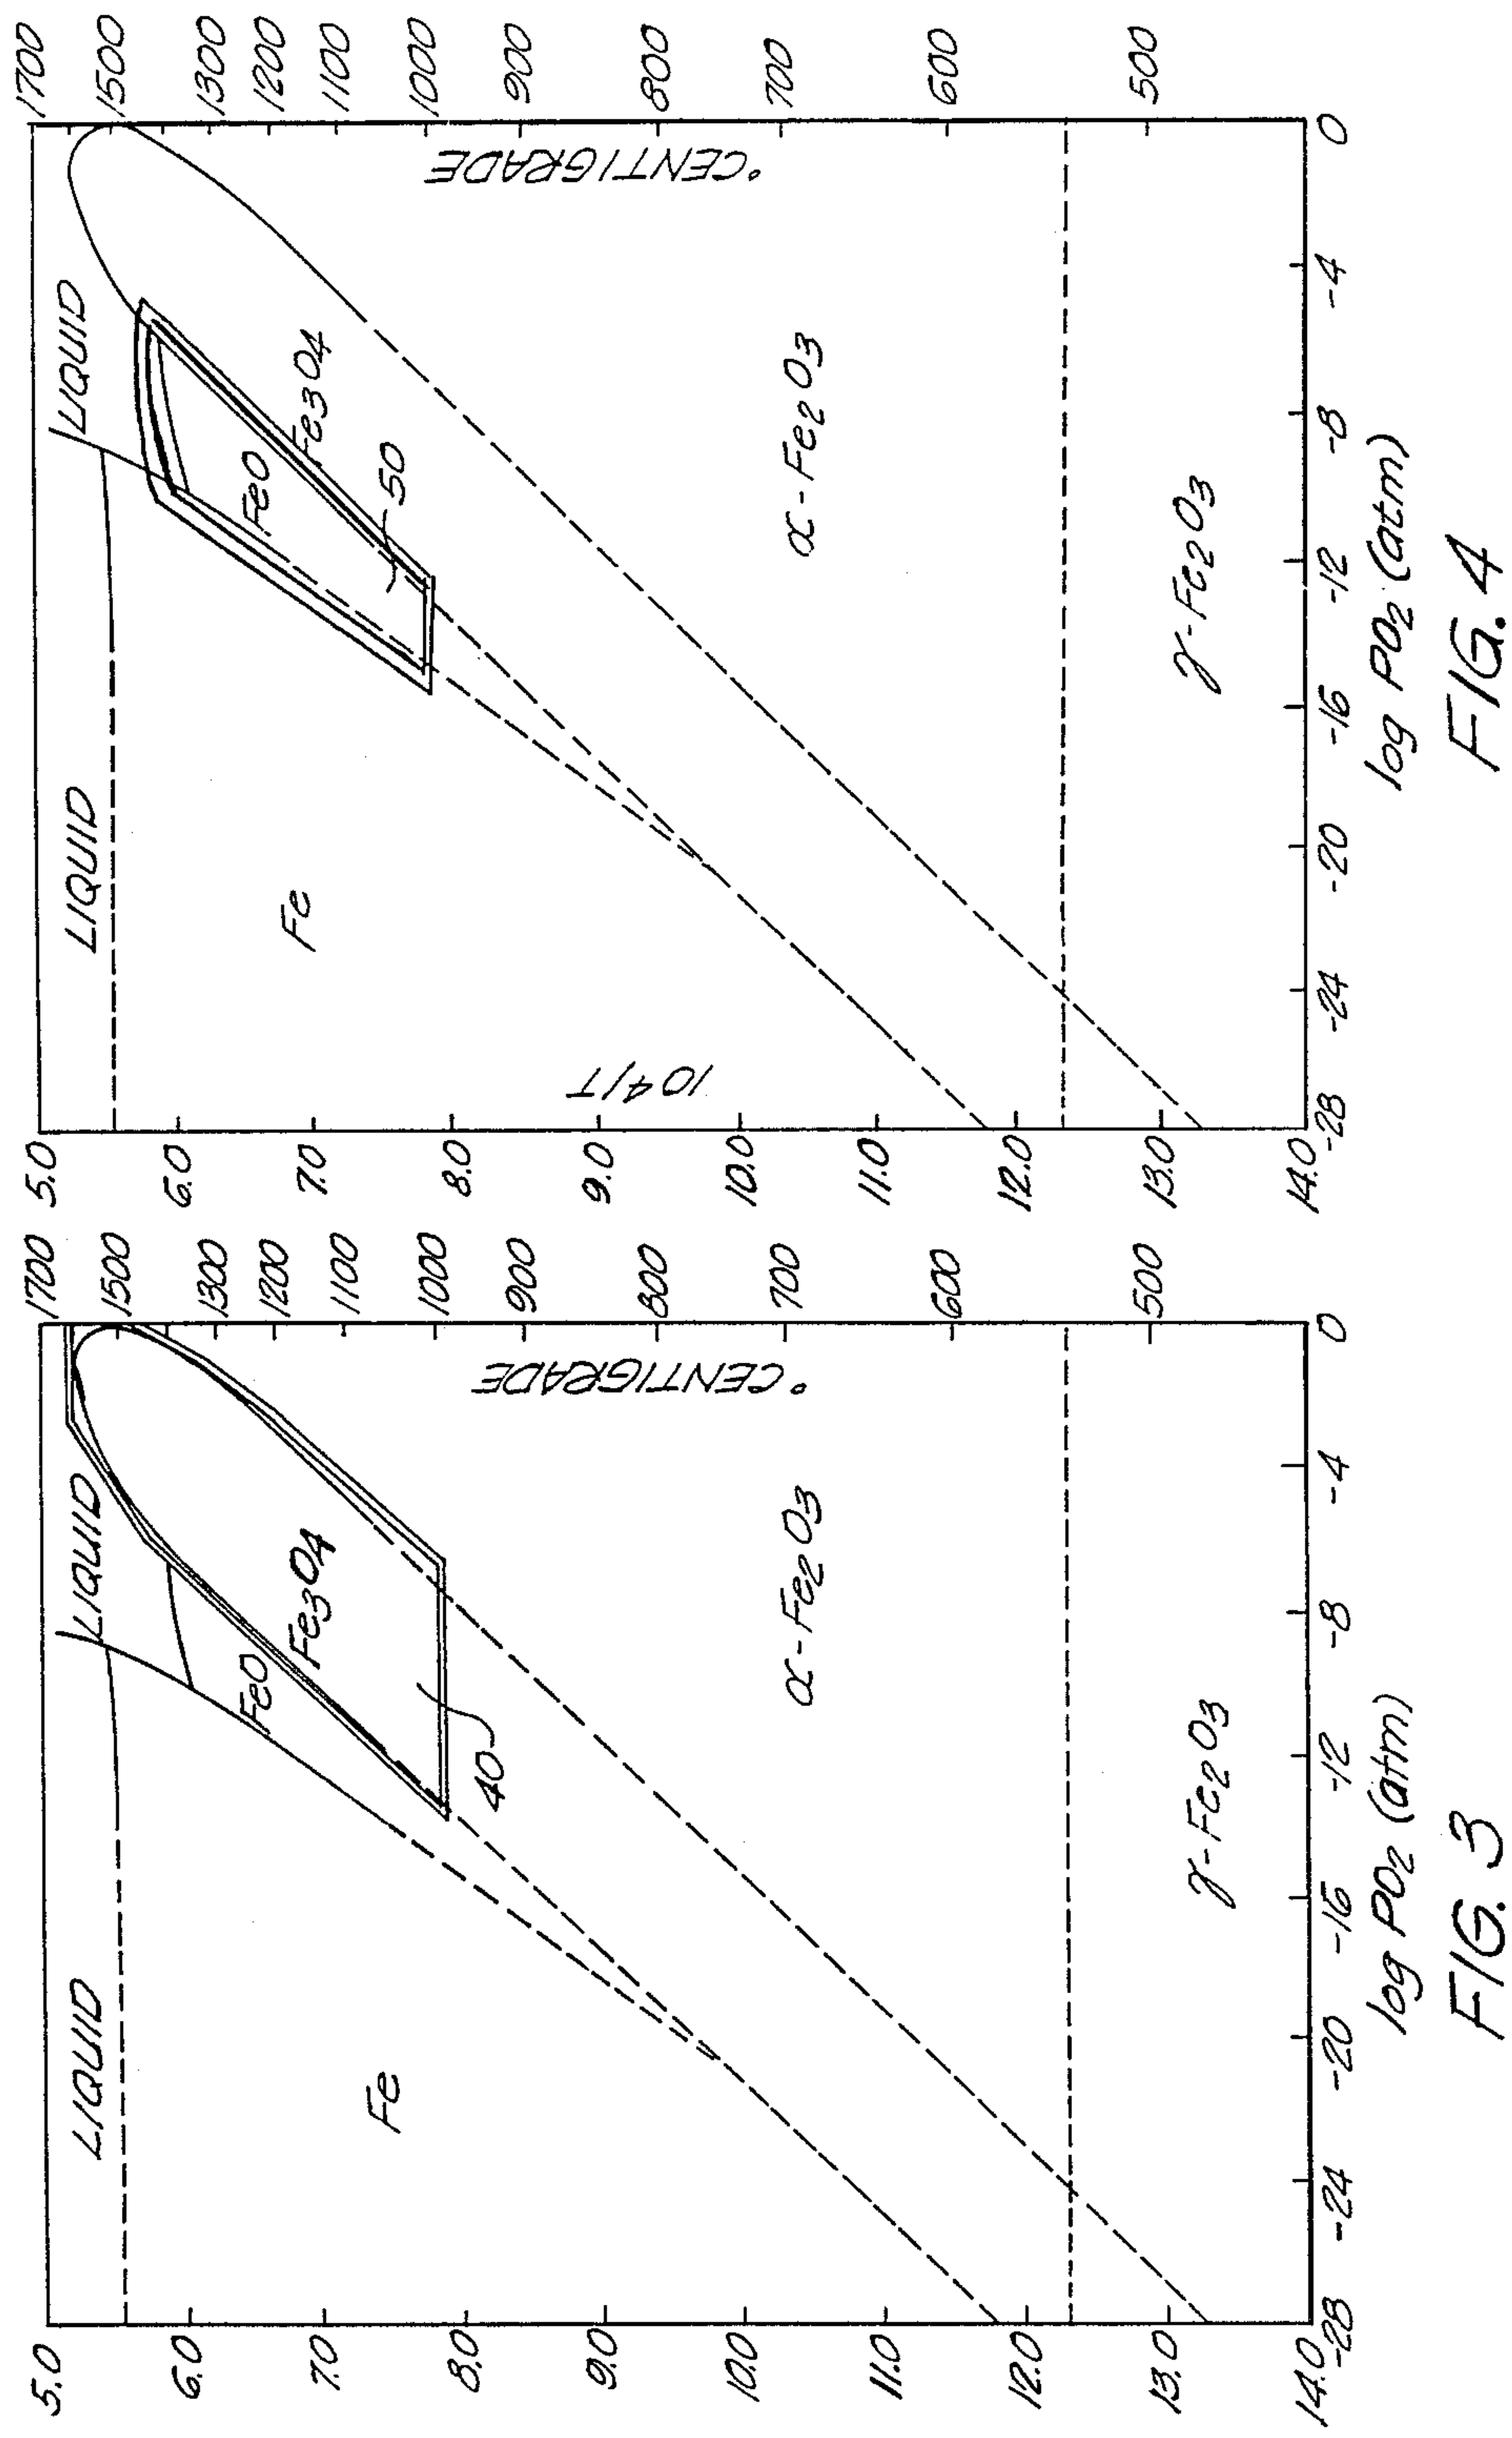 FIG. 3
5.0
6.0
7.0
8.0
9.0
10.0
11.0
12.0
13.0
14.0
1700
1500
1300
1200
1100
1000
900
800
700
600
500
°CENTIGRADE
LIQUID
LIQUID
FeO
Fe3O4
Fe
40
α-Fe2O3
γ-Fe2O3
-28
-24
-20
-16
-12
-8
-4
0
log PO2 (atm)
FIG. 4
5.0
6.0
7.0
8.0
9.0
10.0
11.0
12.0
13.0
14.0
10⁴/T
1700
1500
1300
1200
1100
1000
900
800
700
600
500
°CENTIGRADE
LIQUID
LIQUID
FeO
Fe3O4
Fe
50
α-Fe2O3
γ-Fe2O3
-28
-24
-20
-16
-12
-8
-4
0
log PO2 (atm)